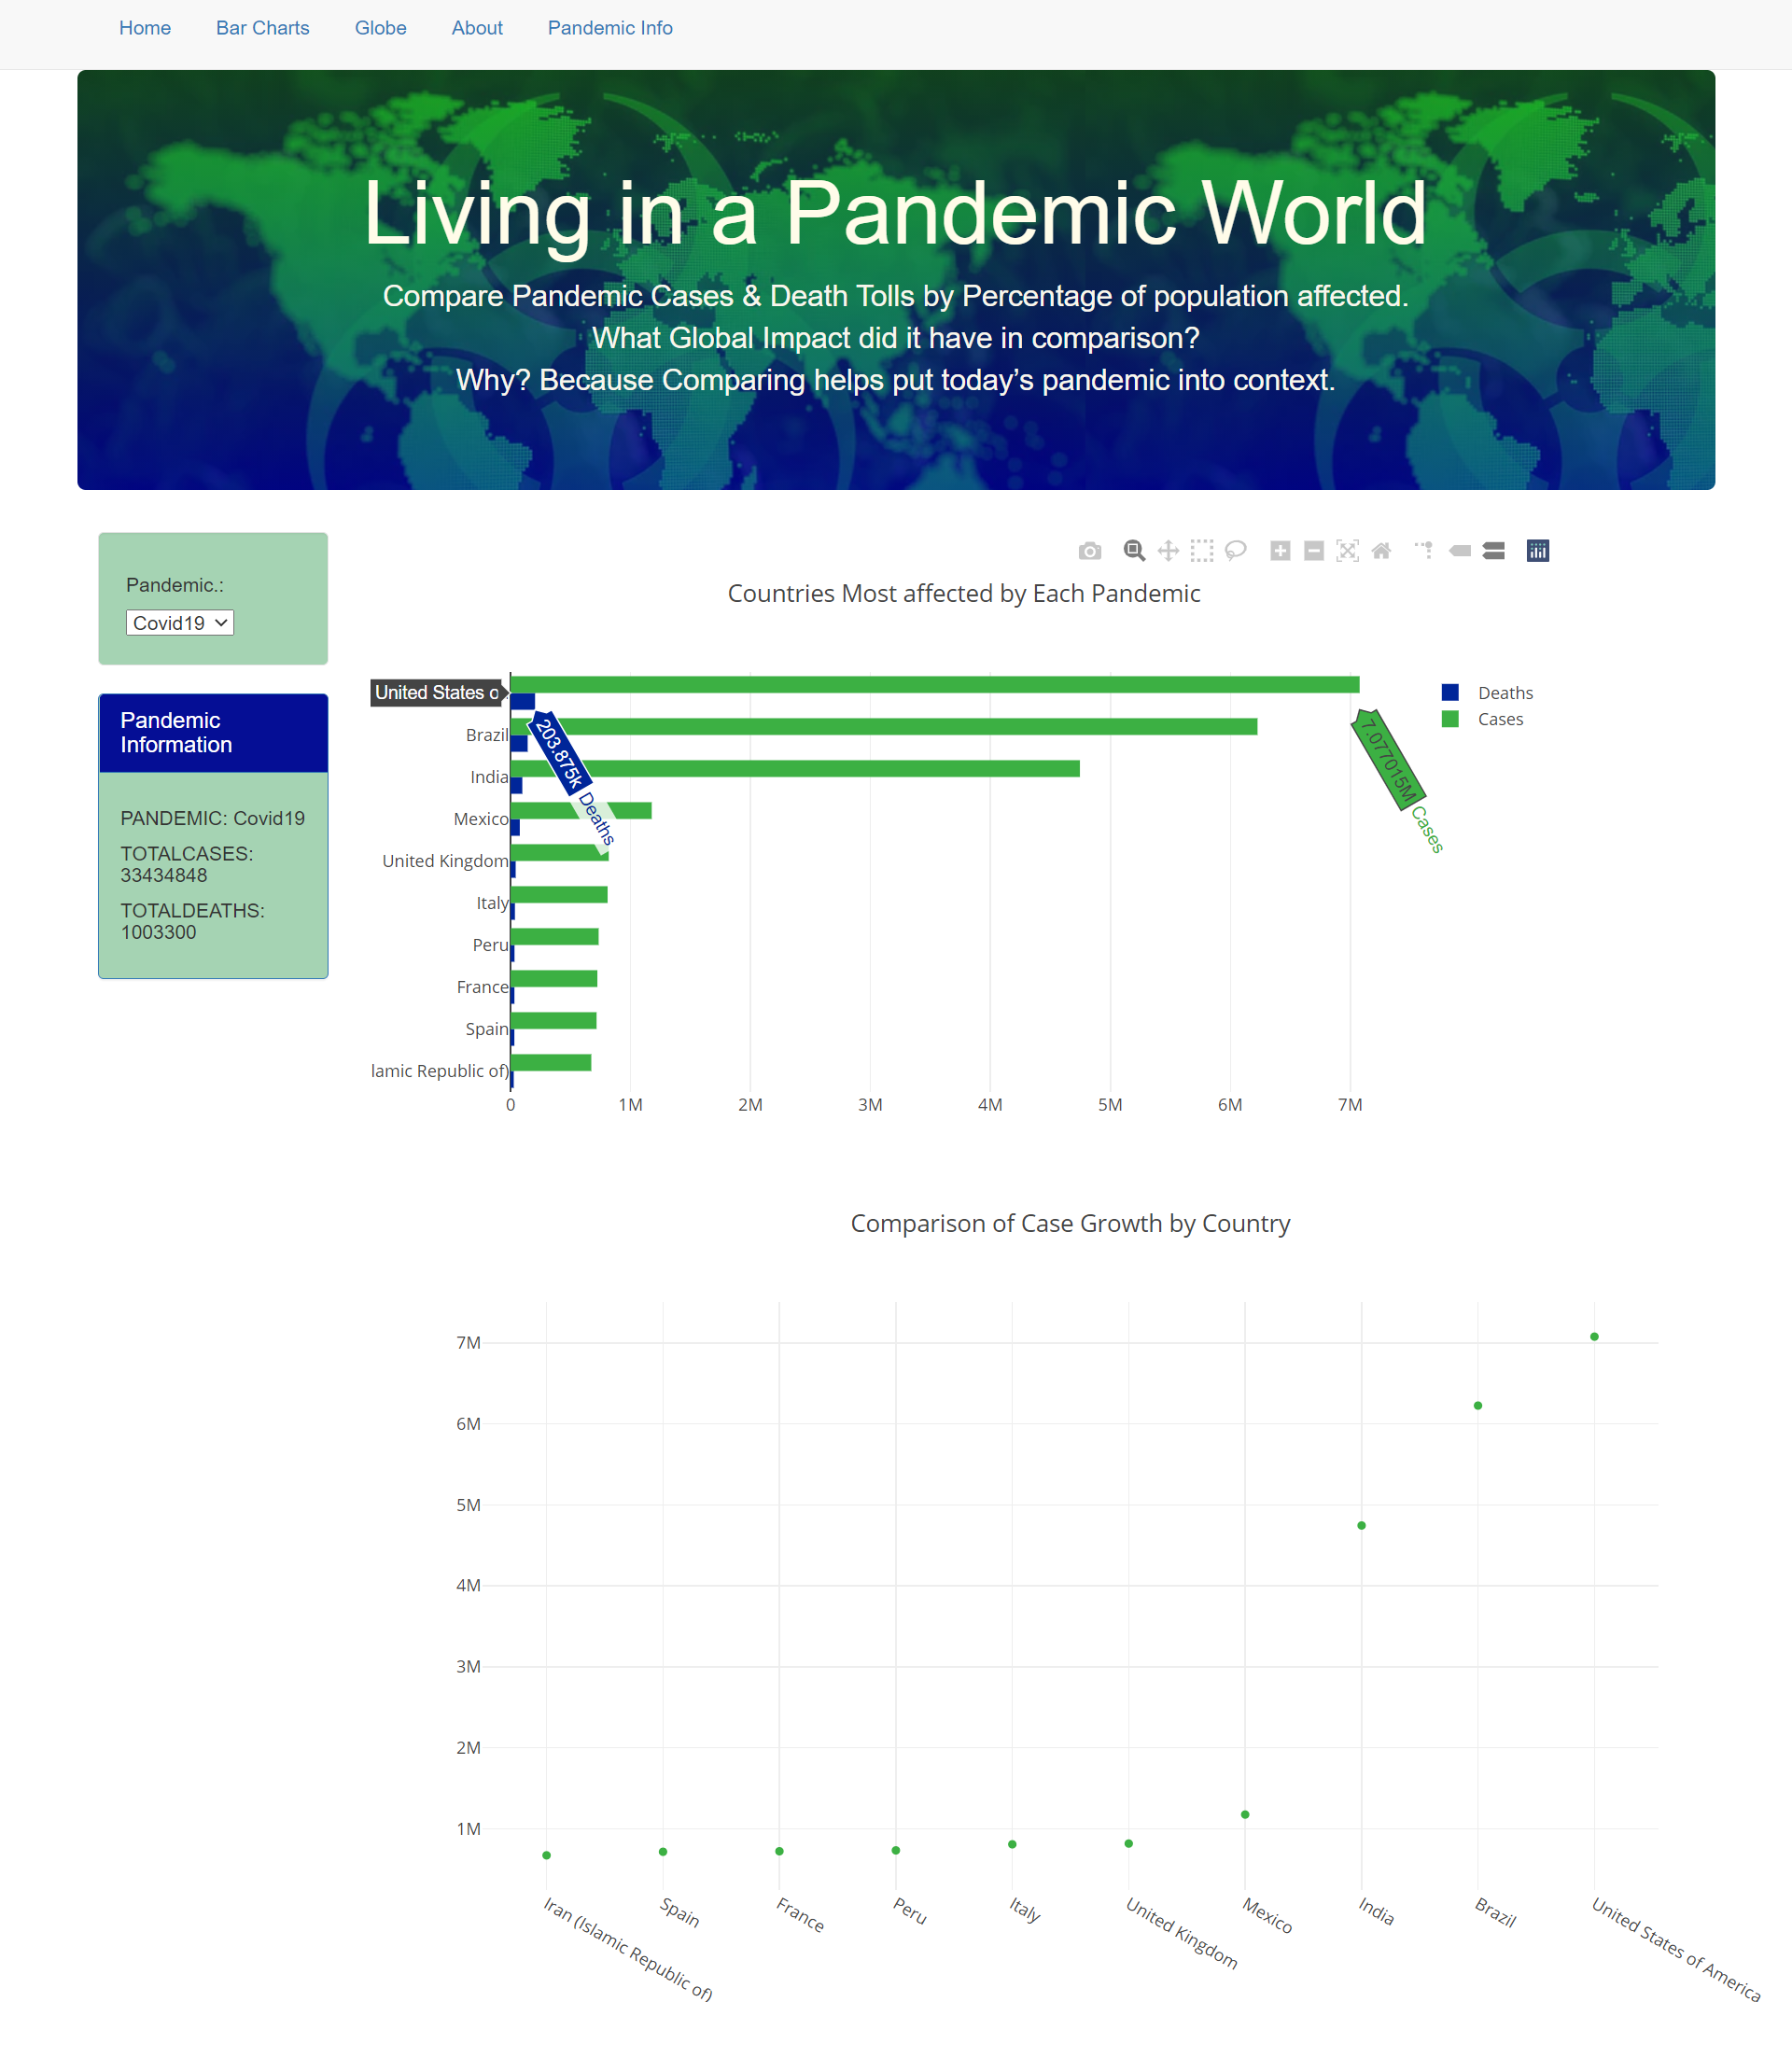 Home Bar Charts Globe About Pandemic Info
Living in a Pandemic World
Compare Pandemic Cases & Death Tolls by Percentage of population affected.
What Global Impact did it have in comparison?
Why? Because Comparing helps put today’s pandemic into context.
Pandemic.:
Covid19
Pandemic
Information
PANDEMIC: Covid19
TOTALCASES:
33434848
TOTALDEATHS:
1003300
Countries Most affected by Each Pandemic
United States o
Brazil
India
Mexico
United Kingdom
Italy
Peru
France
Spain
lamic Republic of)
0 1M 2M 3M 4M 5M 6M 7M
203.875k Deaths
7.077015M Cases
Deaths
Cases
Comparison of Case Growth by Country
7M
6M
5M
4M
3M
2M
1M
Iran (Islamic Republic of)
Spain
France
Peru
Italy
United Kingdom
Mexico
India
Brazil
United States of America